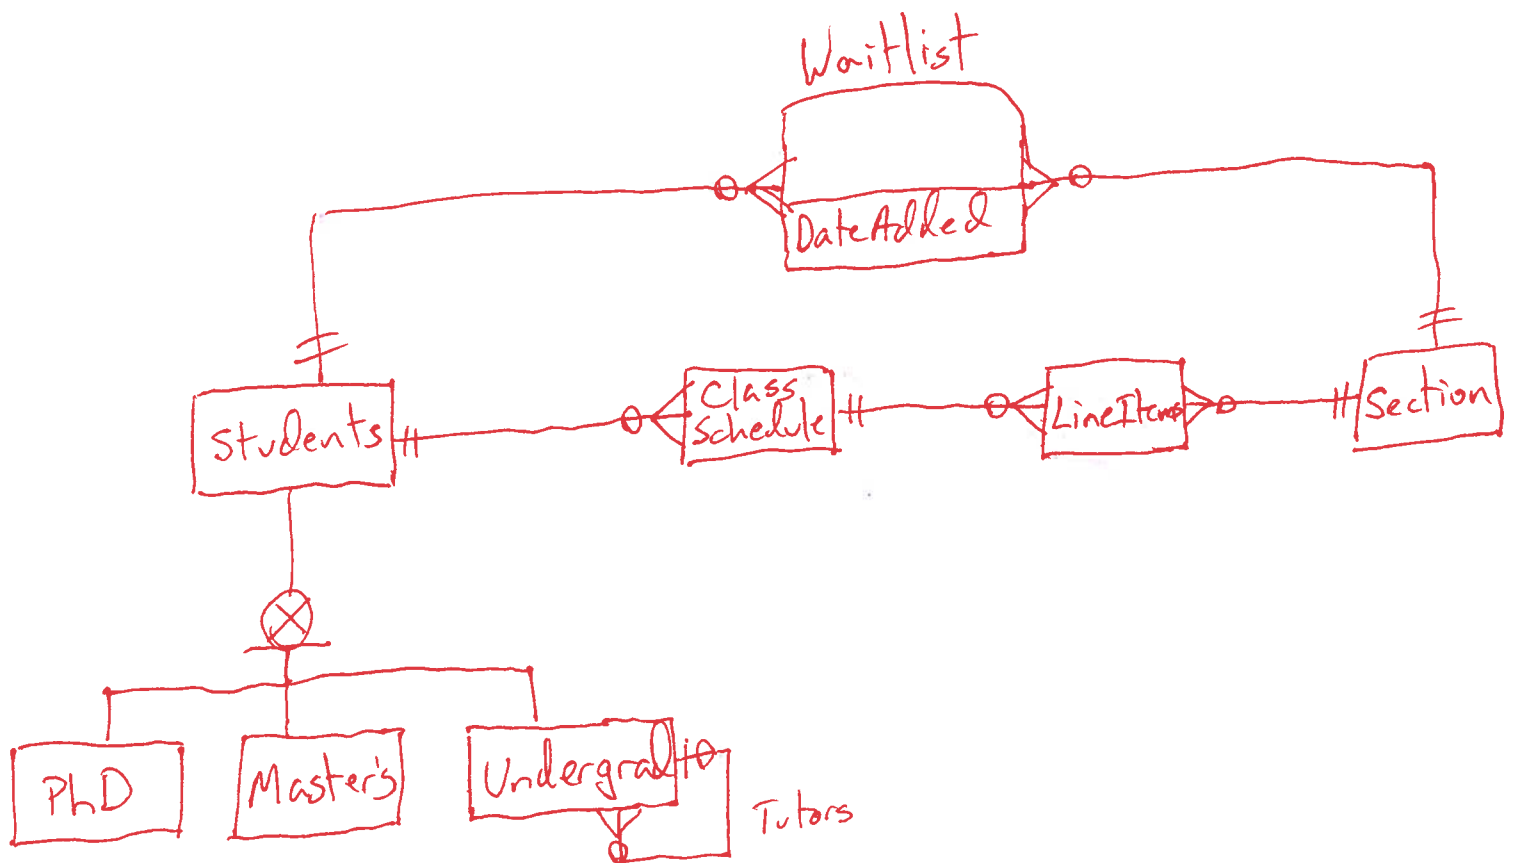 Waitlist
DateAdded
Students
Class
Schedule
LineItems
Section
PhD
Master's
Undergrad
Tutors